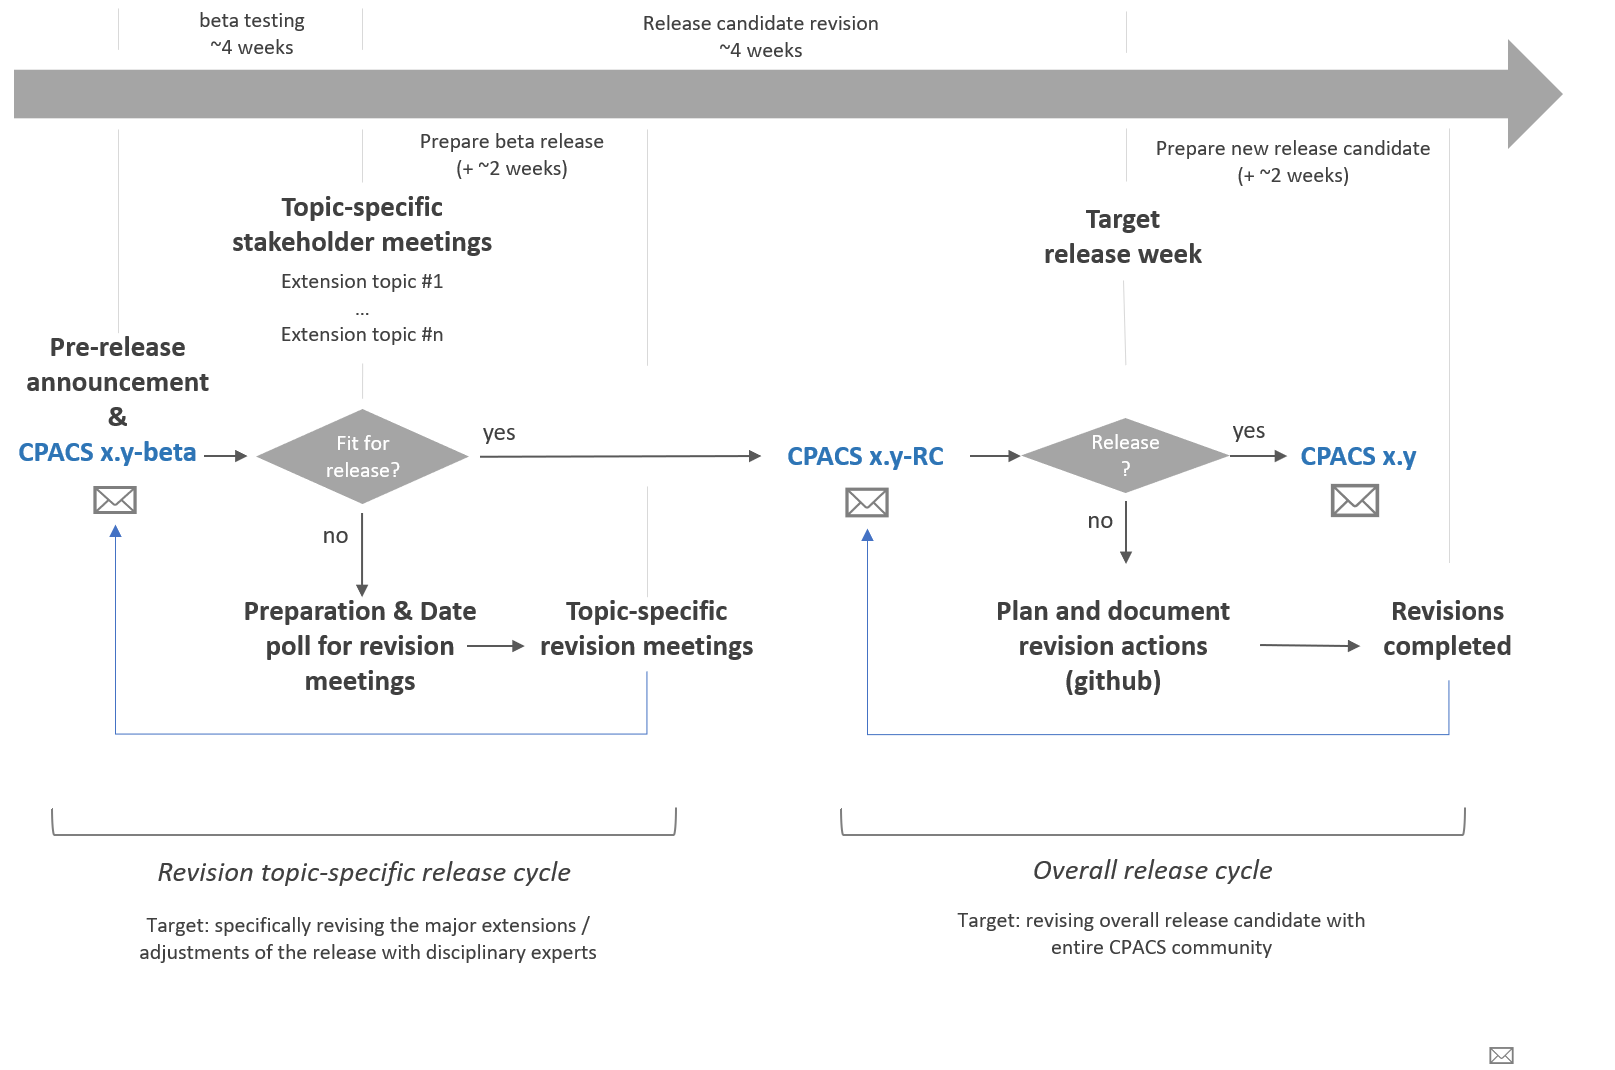 beta testing
~4 weeks
Release candidate revision
~4 weeks
Prepare beta release
(+ ~2 weeks)
Prepare new release candidate
(+ ~2 weeks)
Topic-specific
stakeholder meetings
Extension topic #1
...
Extension topic #n
Target
release week
Pre-release
announcement
&
CPACS x.y-beta
Fit for
release?
yes
CPACS x.y-RC
Release
?
yes
CPACS x.y
no
no
Preparation & Date
poll for revision
meetings
Topic-specific
revision meetings
Plan and document
revision actions
(github)
Revisions
completed
Revision topic-specific release cycle
Target: specifically revising the major extensions /
adjustments of the release with disciplinary experts
Overall release cycle
Target: revising overall release candidate with
entire CPACS community